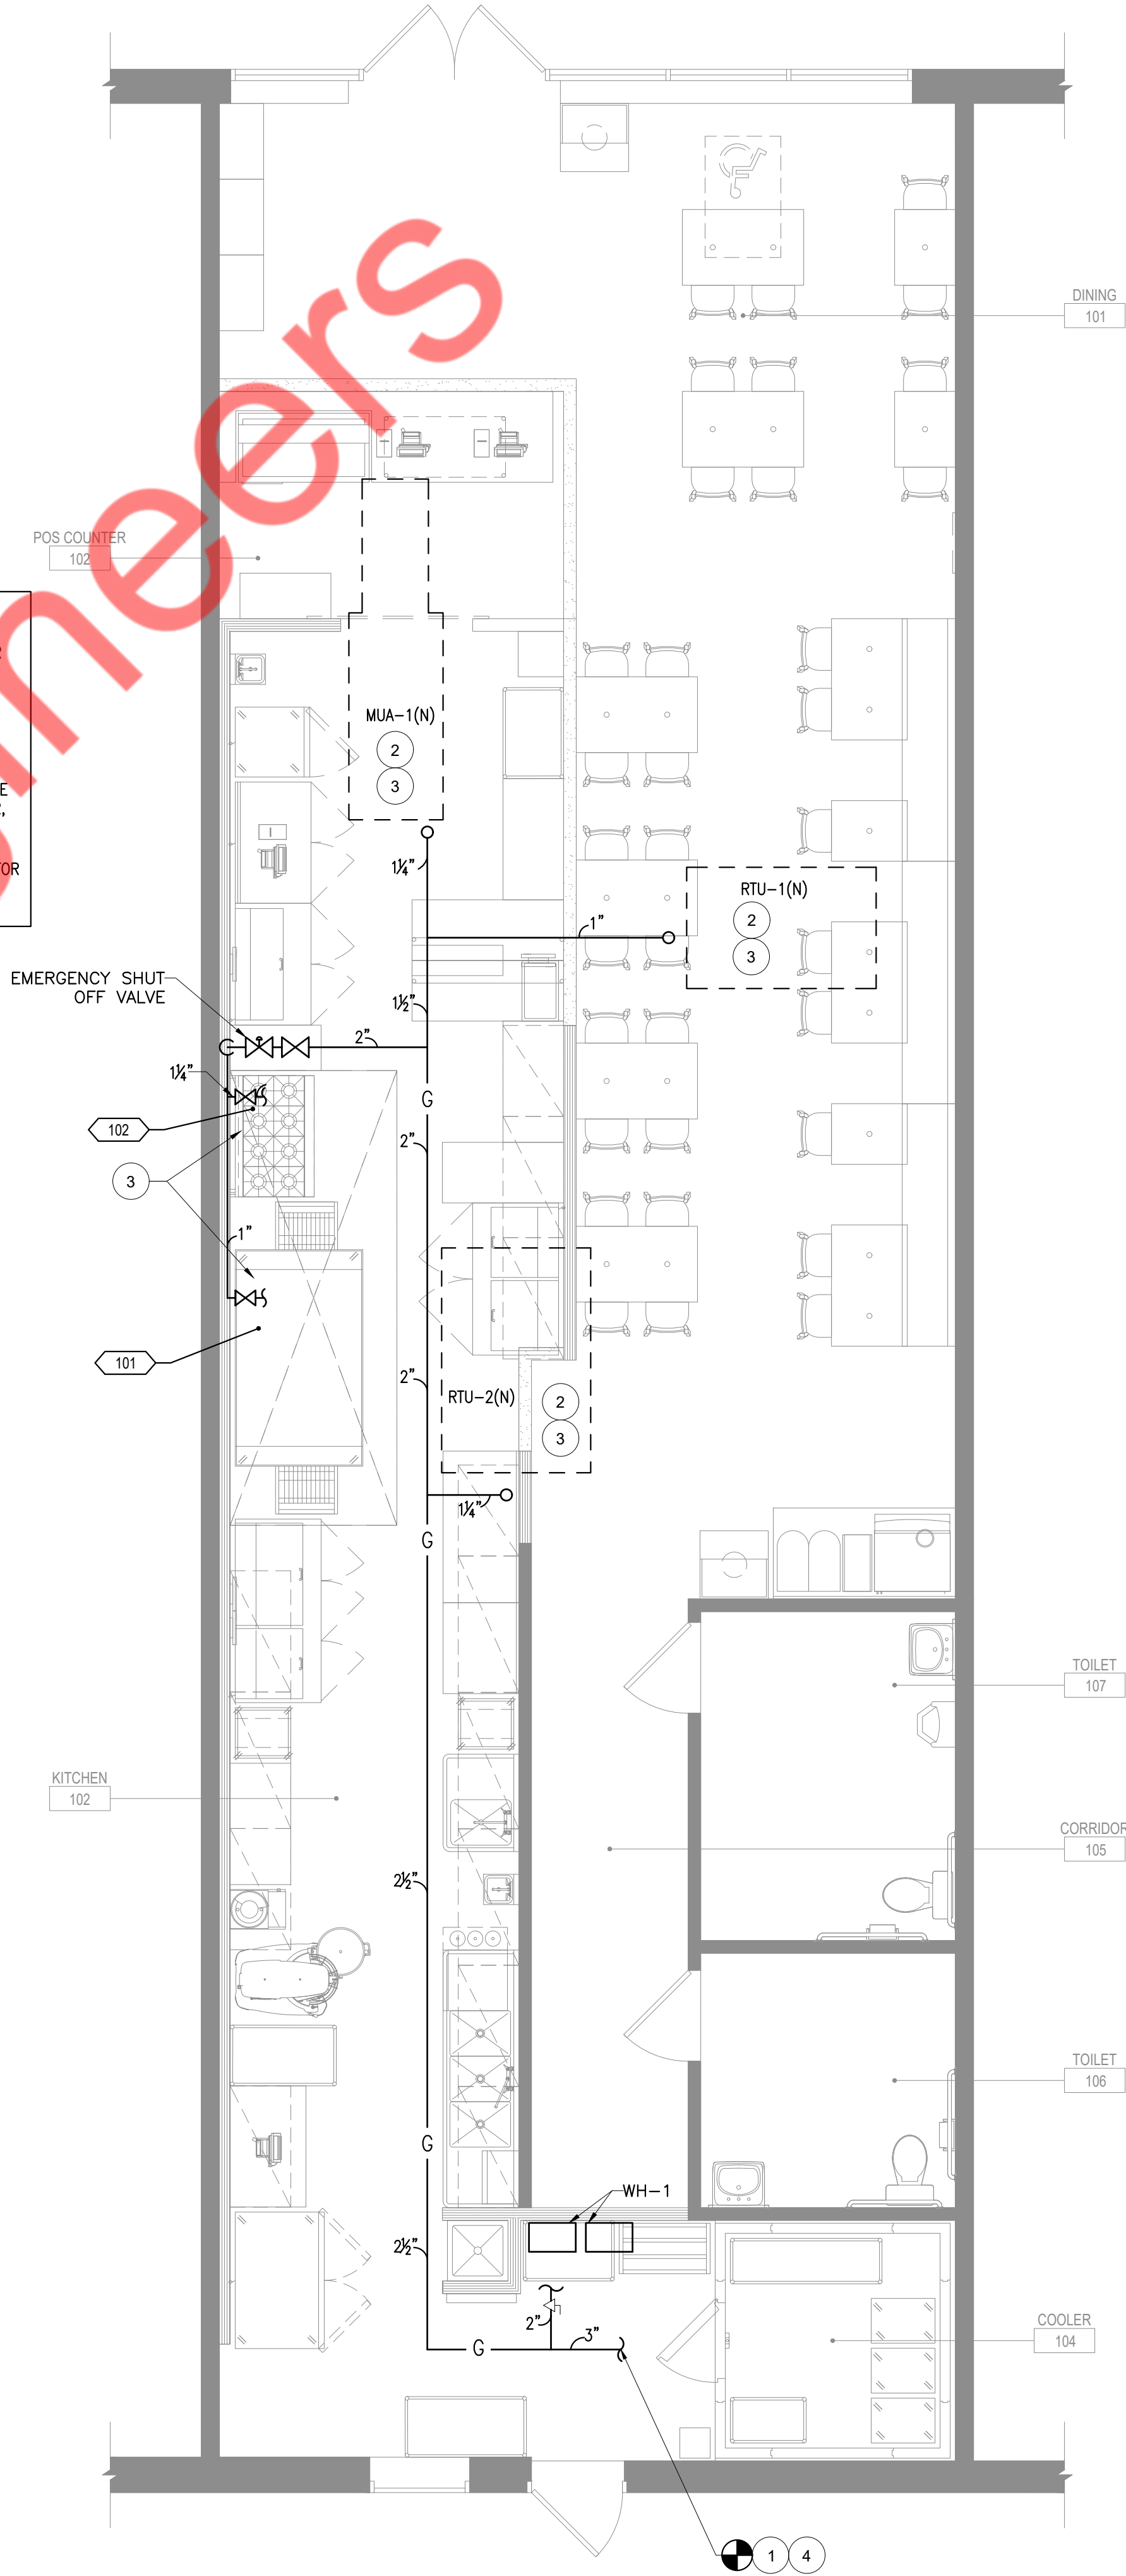 DINING
101
POS COUNTER
102
MUA-1(N)
2
3
1¼"
RTU-1(N)
2
3
1"
TOR
EMERGENCY SHUT
OFF VALVE
1½"
2"
1¼"
G
102
2"
3
1"
101
2"
RTU-2(N)
2
3
1¼"
G
TOILET
107
KITCHEN
102
CORRIDOR
105
2½"
TOILET
106
G
WH-1
2½"
2"
3"
G
COOLER
104
1
4
neers